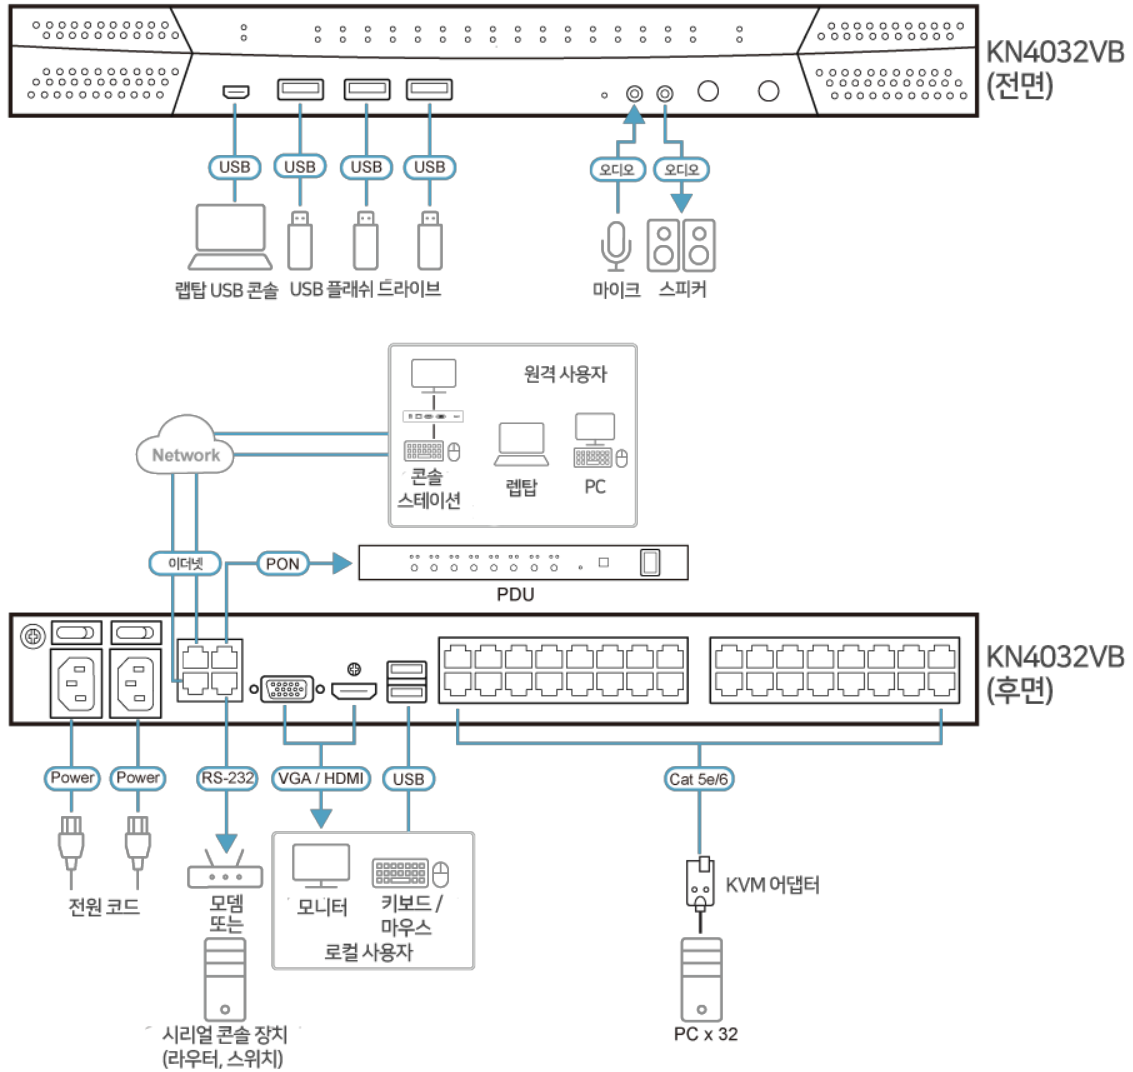 KN4032VB
(전면)
USB
USB
USB
USB
오디오
오디오
랩탑 USB 콘솔
USB 플래쉬 드라이브
마이크
스피커
원격 사용자
Network
콘솔
스테이션
렙탑
PC
이더넷
PON
PDU
KN4032VB
(후면)
Power
Power
RS-232
VGA / HDMI
USB
Cat 5e/6
전원 코드
모뎀
또는
모니터
키보드 /
마우스
로컬 사용자
KVM 어댑터
시리얼 콘솔 장치
(라우터, 스위치)
PC x 32